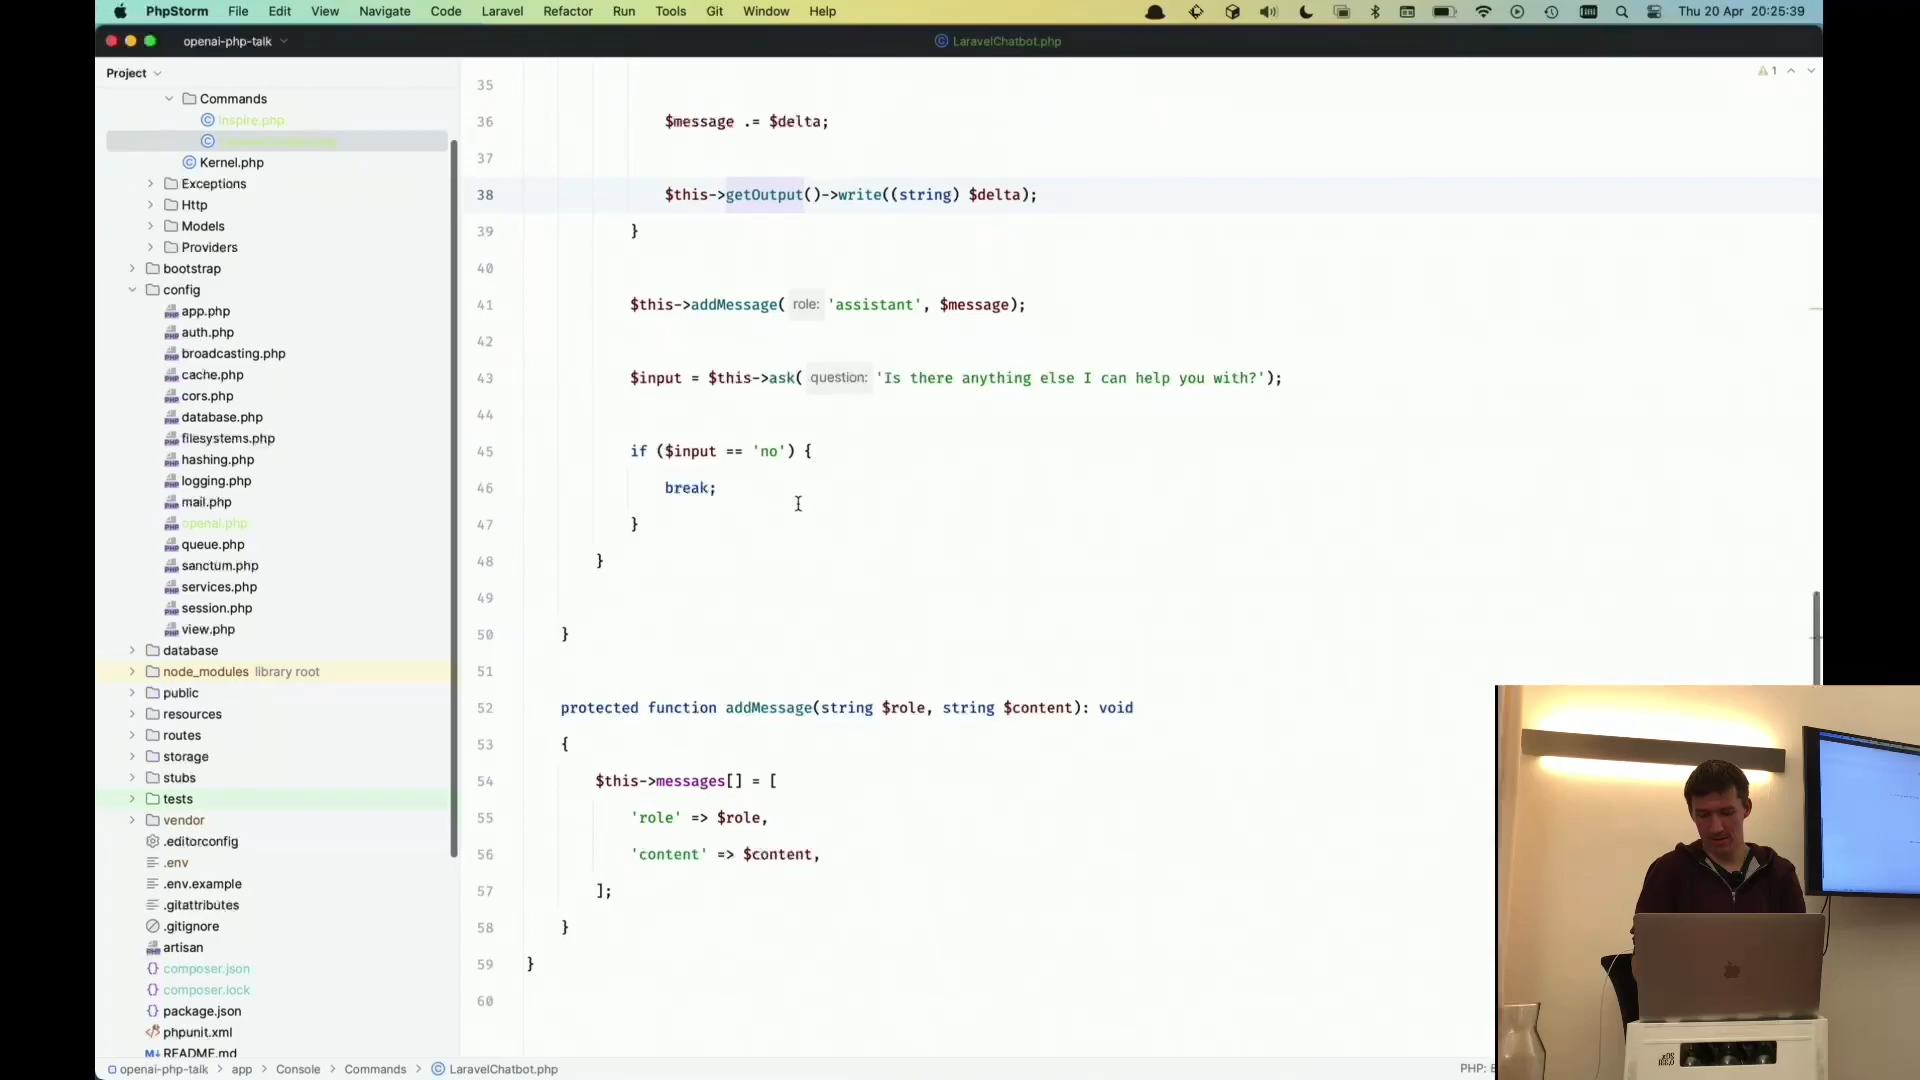 PhpStorm File Edit View Navigate Code Laravel Refactor Run Tools Git Window Help Thu 20 Apr 20:25:39
openai-php-talk LaravelChatbot.php
Project
Commands
Inspire.php
Kernel.php
Exceptions
Http
Models
Providers
bootstrap
config
app.php
auth.php
broadcasting.php
cache.php
cors.php
database.php
filesystems.php
hashing.php
logging.php
mail.php
openai.php
queue.php
sanctum.php
services.php
session.php
view.php
database
node_modules library root
public
resources
routes
storage
stubs
tests
vendor
.editorconfig
.env
.env.example
.gitattributes
.gitignore
artisan
composer.json
composer.lock
package.json
phpunit.xml
README.md
1
35
36 $message .= $delta;
37
38 $this->getOutput()->write((string) $delta);
39 }
40
41 $this->addMessage( role: 'assistant', $message);
42
43 $input = $this->ask( question: 'Is there anything else I can help you with?');
44
45 if ($input == 'no') {
46 break;
47 }
48 }
49
50 }
51
52 protected function addMessage(string $role, string $content): void
53 {
54 $this->messages[] = [
55 'role' => $role,
56 'content' => $content,
57 ];
58 }
59 }
60
openai-php-talk > app > Console > Commands > LaravelChatbot.php PHP: